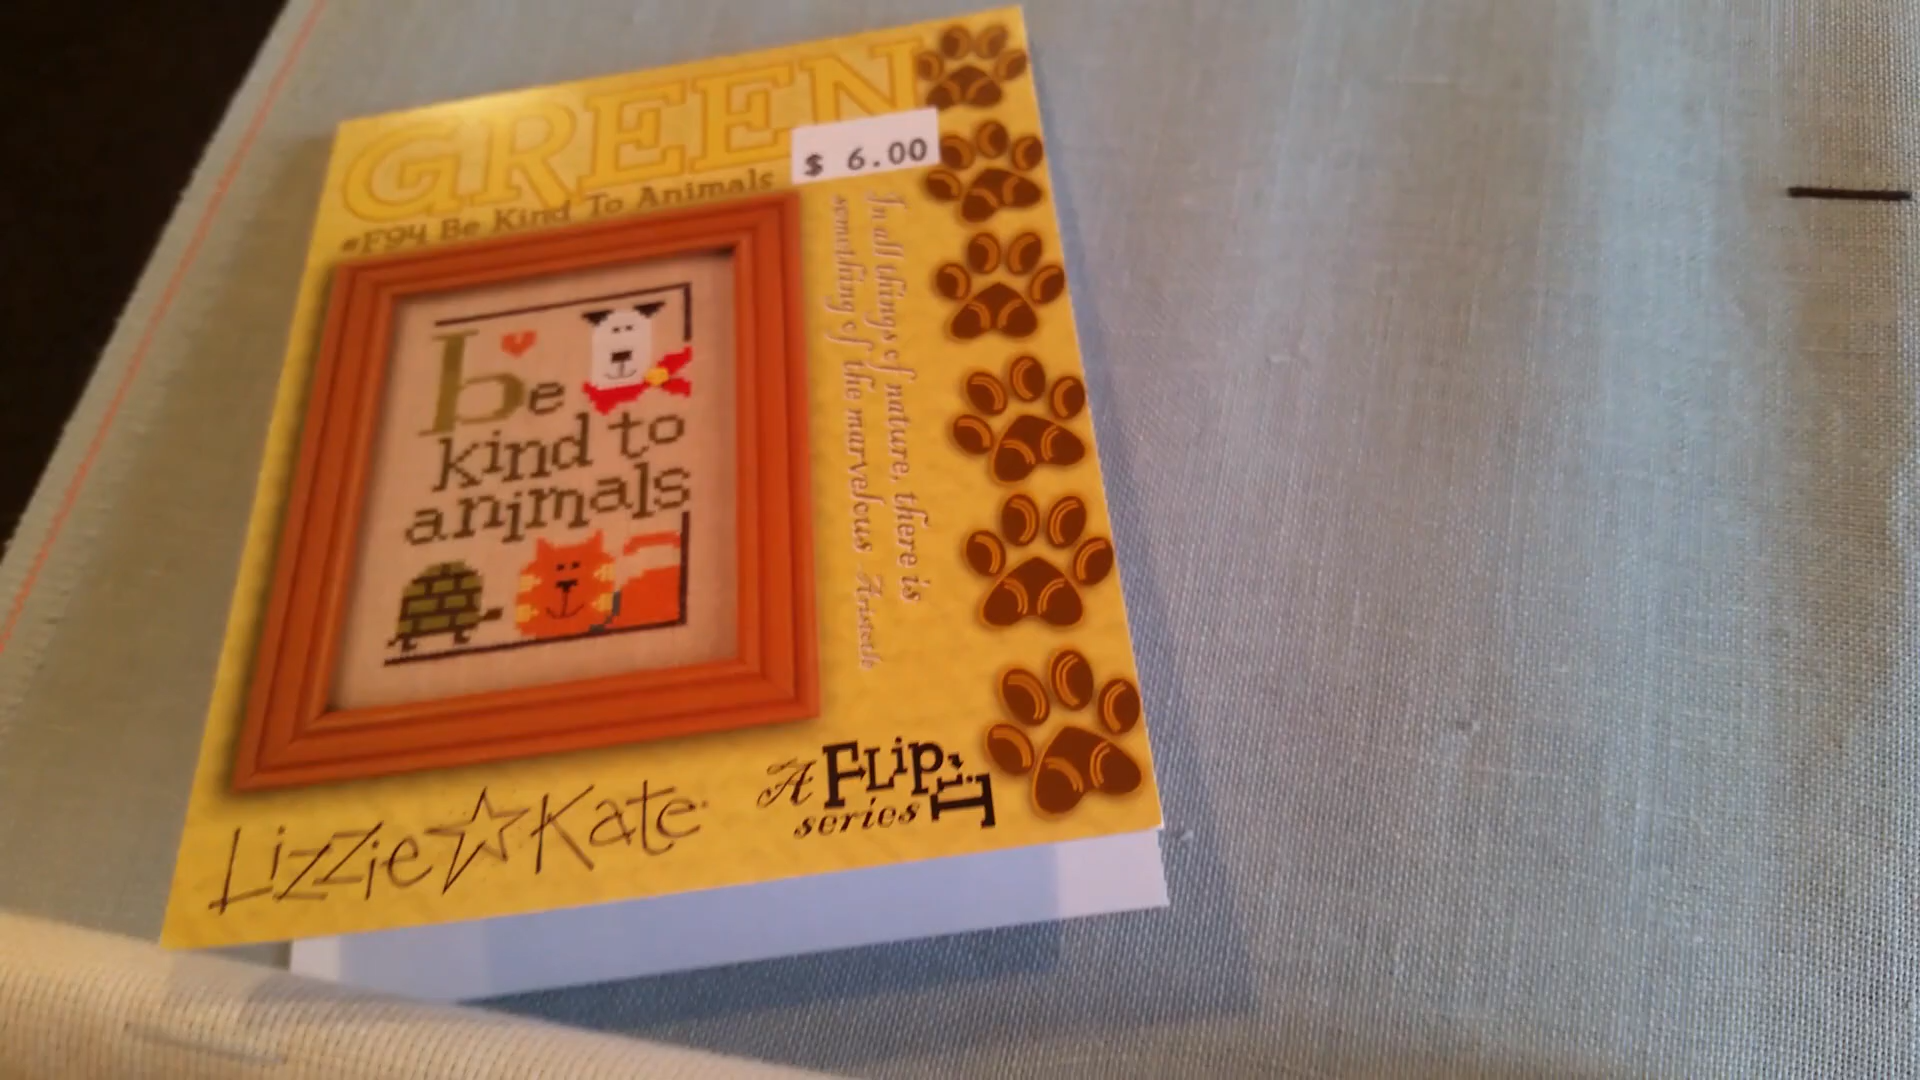 GREEN
$ 6.00
#F94 Be Kind To Animals
In all things of nature, there is
something of the marvelous Aristotle
be
kind to
animals
Lizzie Kate
A FLip It
series